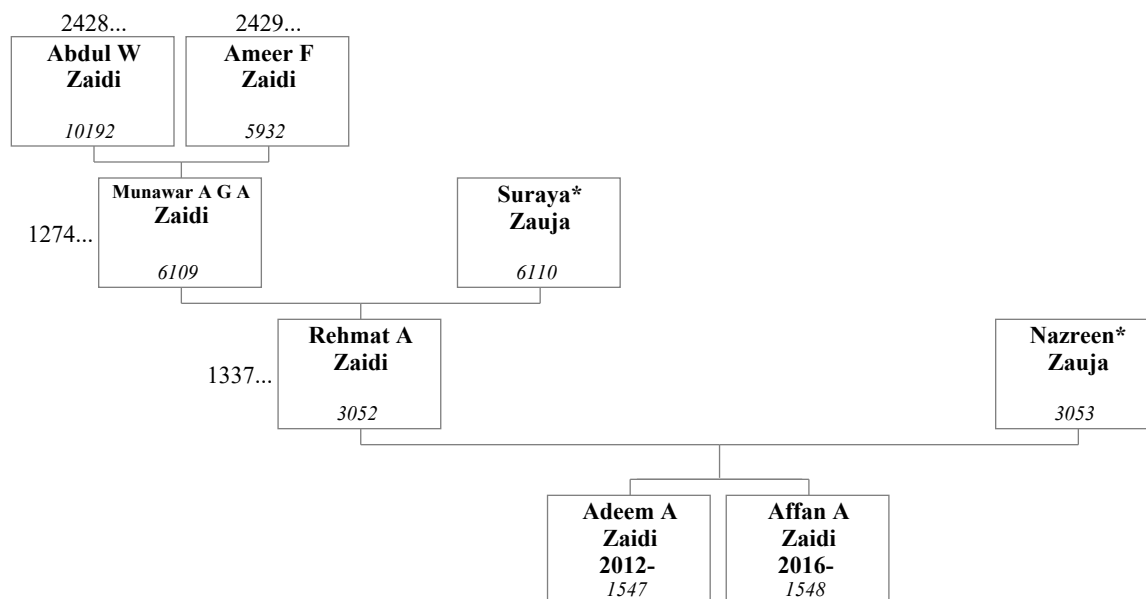 2428...
2429...
Abdul W
Zaidi
10192
Ameer F
Zaidi
5932
Munawar A G A
Zaidi
6109
1274...
Suraya*
Zauja
6110
Rehmat A
Zaidi
3052
1337...
Nazreen*
Zauja
3053
Adeem A
Zaidi
2012-
1547
Affan A
Zaidi
2016-
1548